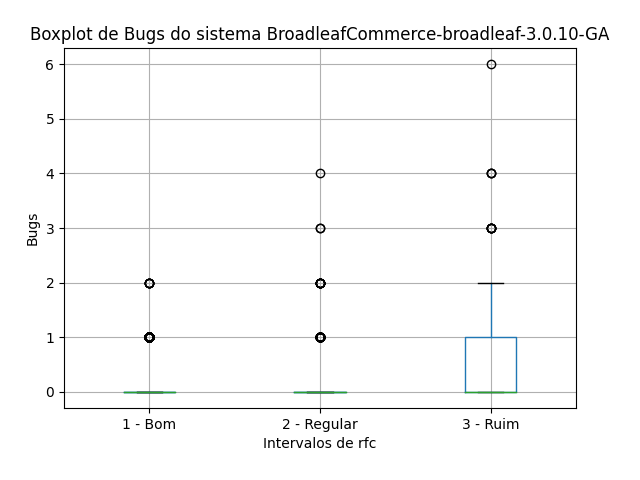 Boxplot de Bugs do sistema BroadleafCommerce-broadleaf-3.0.10-GA
6
5
4
3
2
1
0
Bugs
1 - Bom
2 - Regular
3 - Ruim
Intervalos de rfc